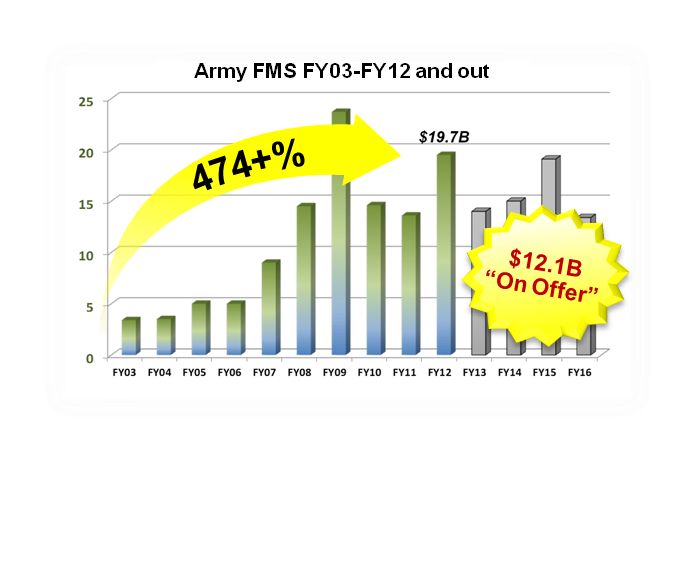 Army FMS FY03-FY12 and out
25
20
15
10
5
0
474+%
$19.7B
$12.1B
“On Offer”
FY03 FY04 FY05 FY06 FY07 FY08 FY09 FY10 FY11 FY12 FY13 FY14 FY15 FY16